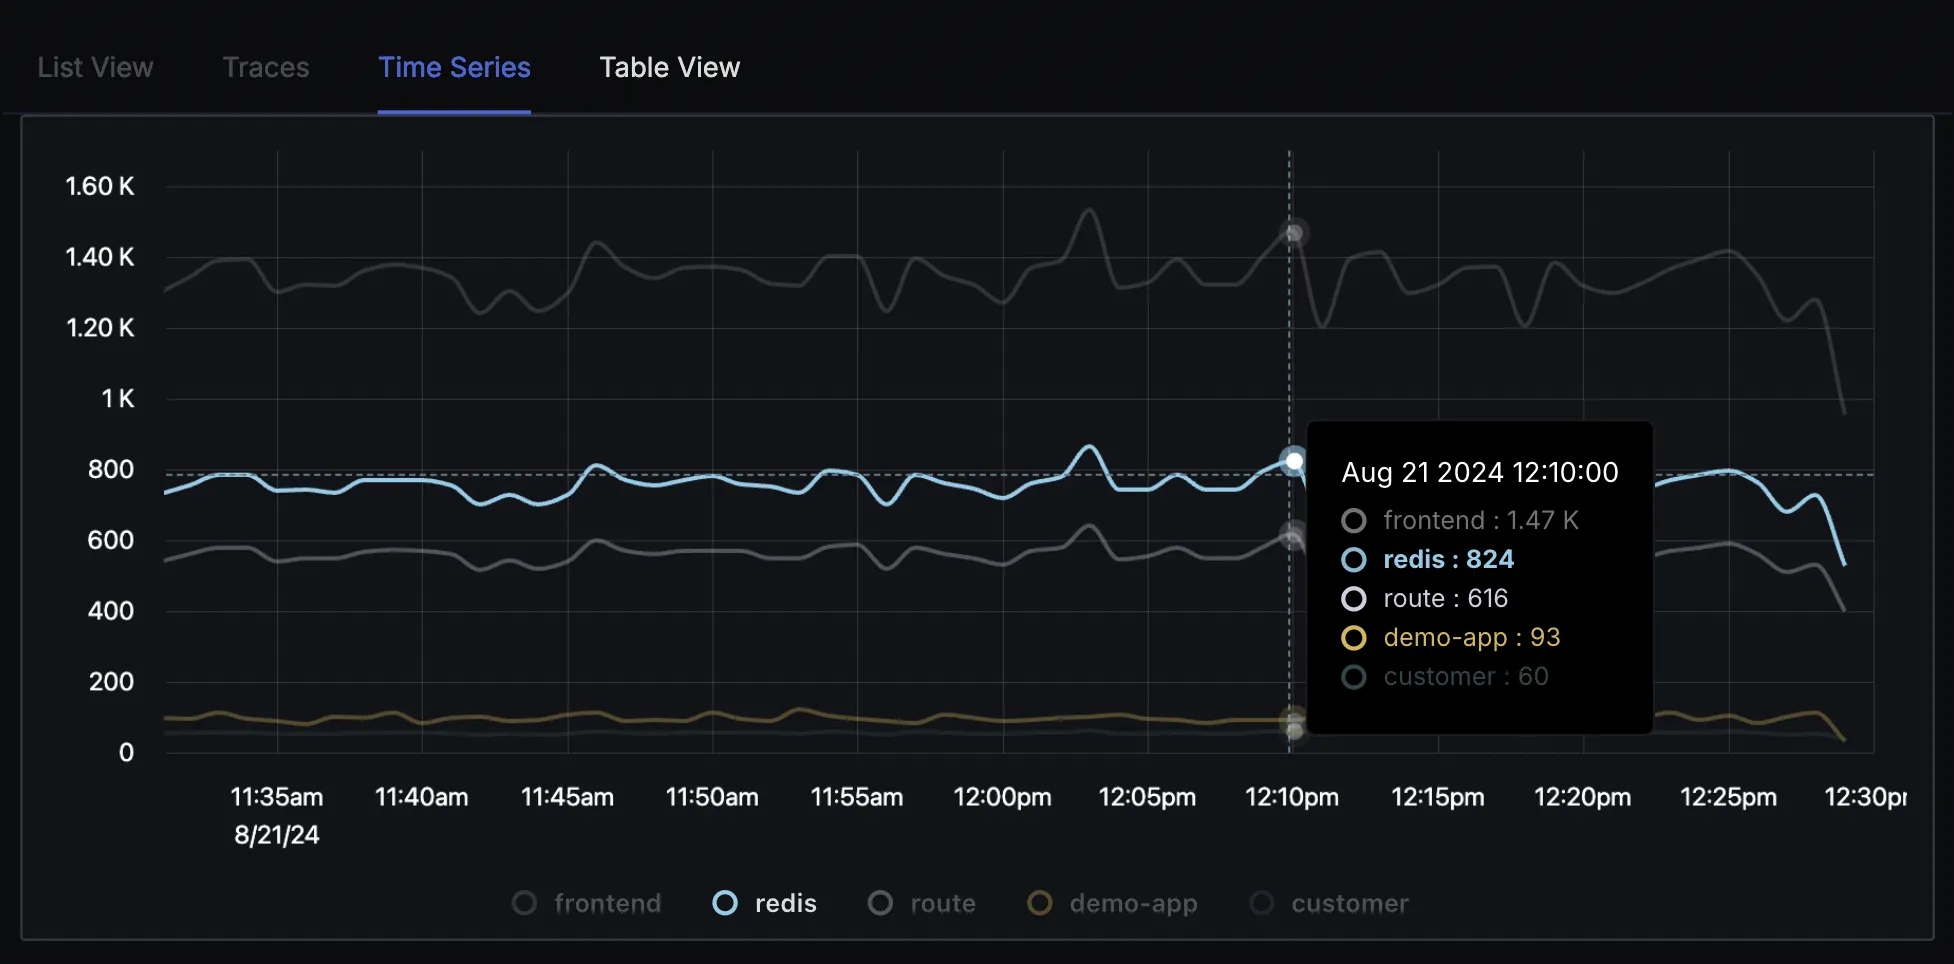 List View Traces Time Series Table View
1.60 K
1.40 K
1.20 K
1 K
800
600
400
200
0
Aug 21 2024 12:10:00
frontend : 1.47 K
redis : 824
route : 616
demo-app : 93
customer : 60
11:35am 11:40am 11:45am 11:50am 11:55am 12:00pm 12:05pm 12:10pm 12:15pm 12:20pm 12:25pm 12:30p
8/21/24
frontend redis route demo-app customer